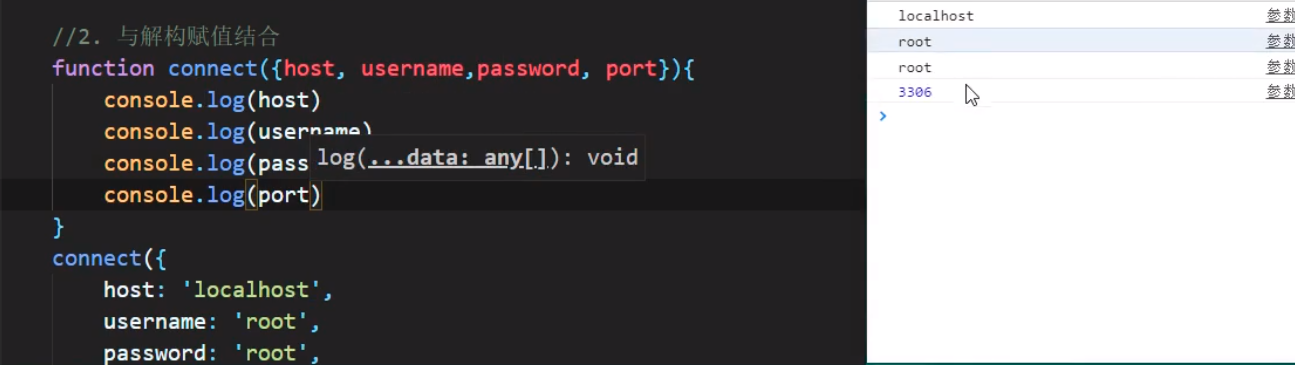 //2. 与解构赋值结合
function connect({host, username,password, port}){
console.log(host)
console.log(username)
console.log(pass
log(...data: any[]): void
console.log(port)
}
connect({
host: 'localhost',
username: 'root',
password: 'root',
localhost 参数
root 参数
root 参数
3306 参数
>